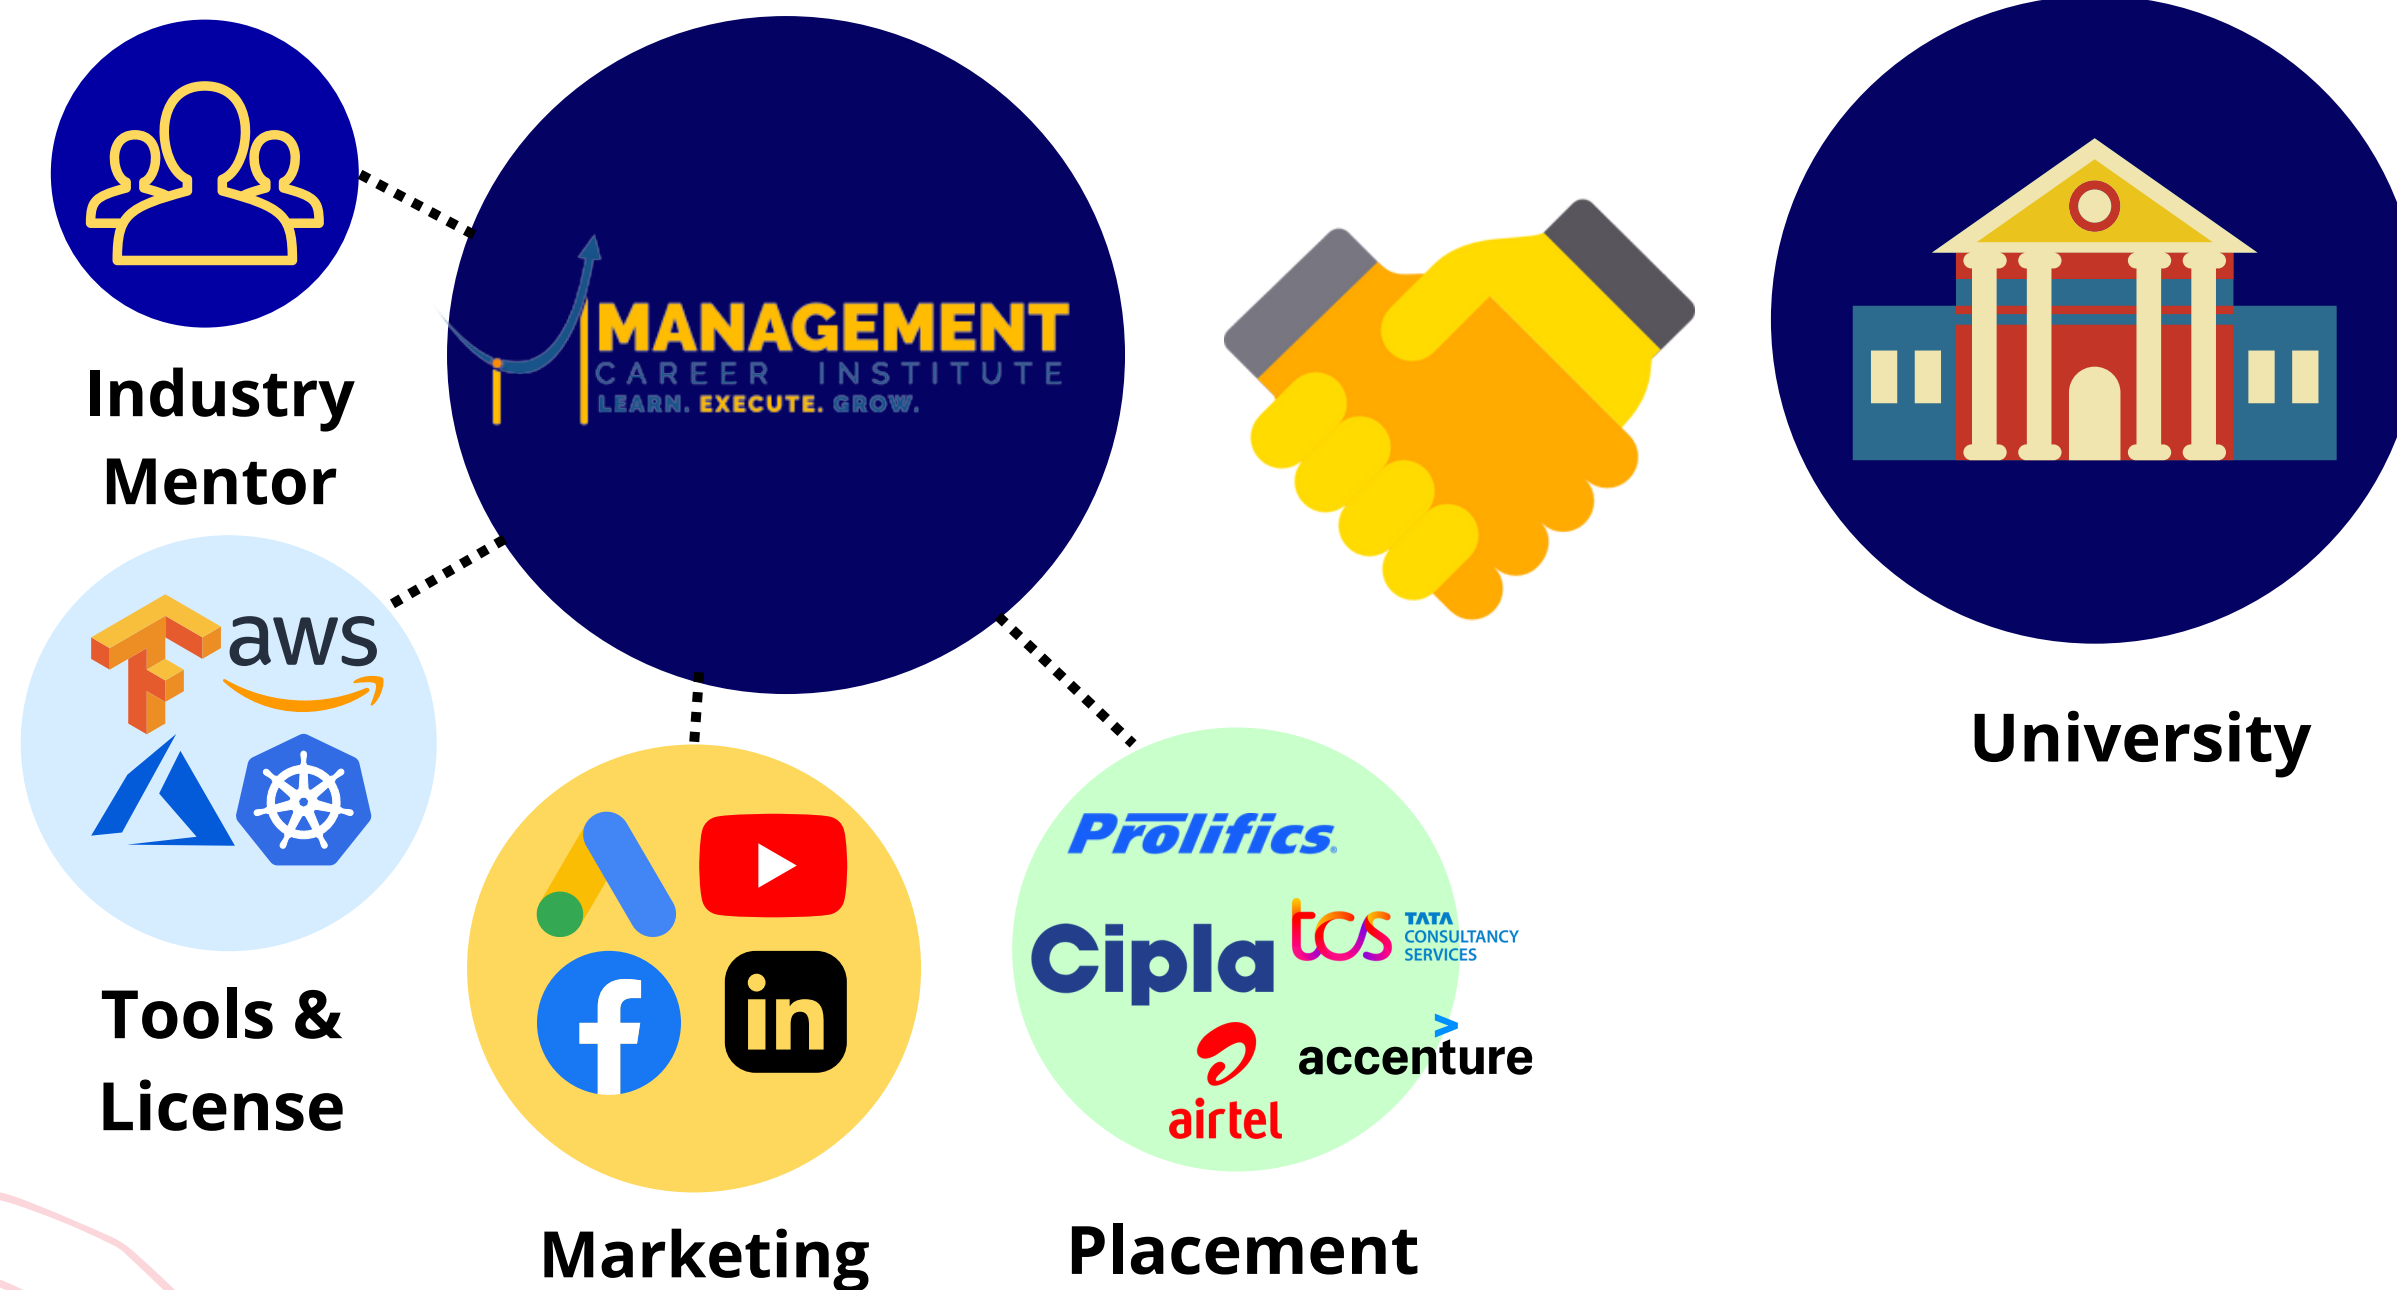 MANAGEMENT
CAREER INSTITUTE
LEARN. EXECUTE. GROW.
Industry
Mentor
aws
Tools &
License
in
Marketing
Prolifics®
Cipla
tcs TATA
CONSULTANCY
SERVICES
accenture
airtel
Placement
University